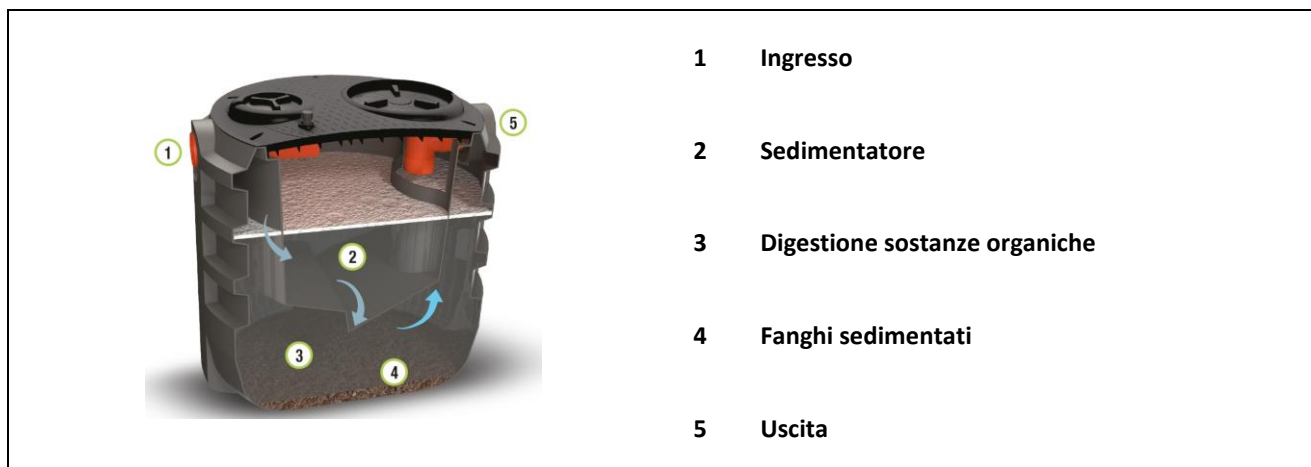 1 Ingresso
2 Sedimentatore
3 Digestione sostanze organiche
4 Fanghi sedimentati
5 Uscita
1
5
2
3
4